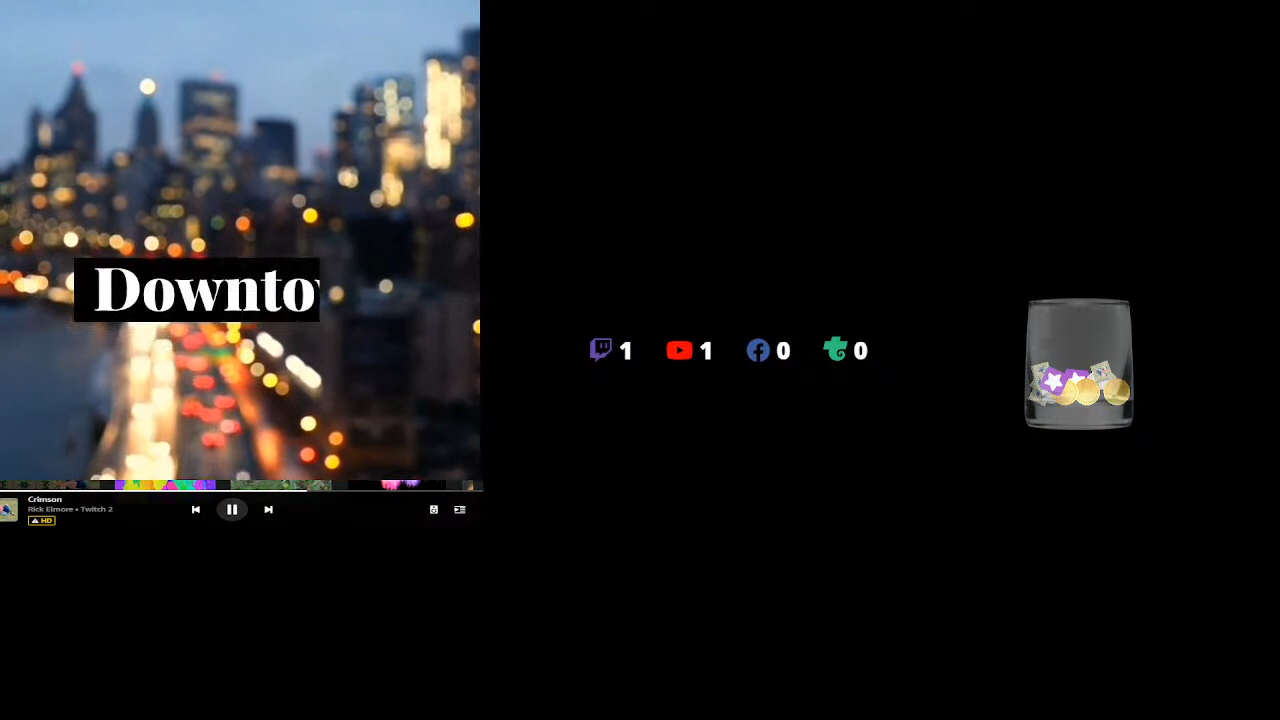 Downto
1 1 0 0
Crimson
Rick Elmore • Twitch 2
HD